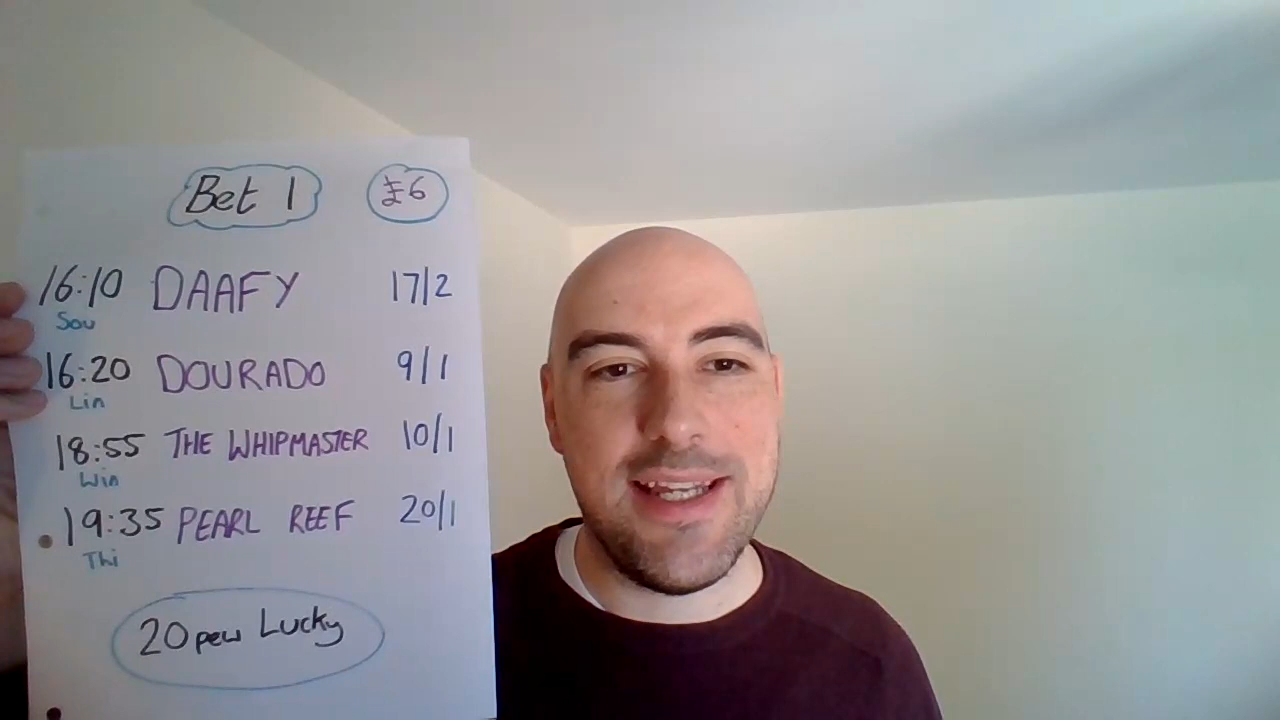 Bet 1 £6
16:10 DAAFY 17/2
Sou
16:20 DOURADO 9/1
Lin
18:55 THE WHIPMASTER 10/1
Win
19:35 PEARL REEF 20/1
Thi
20pew Lucky